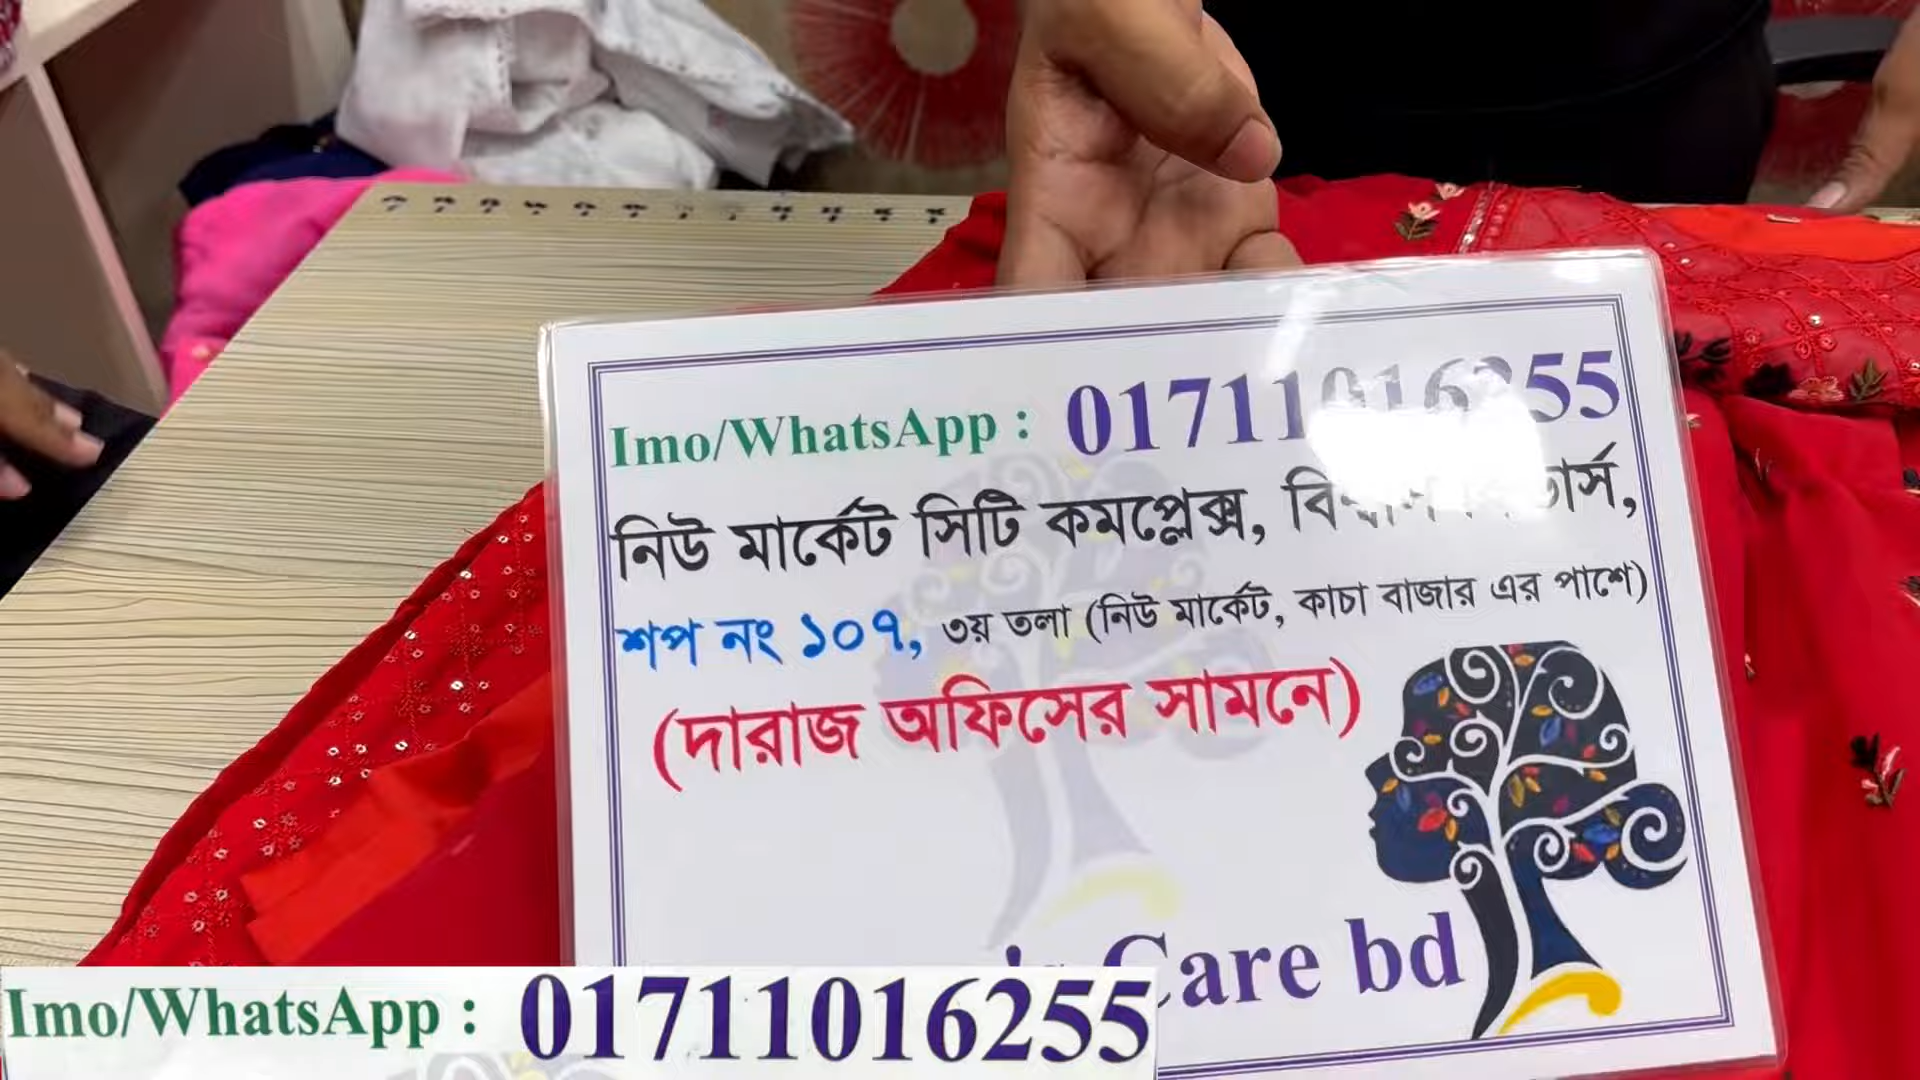 Imo/WhatsApp : 01711016255
নিউ মার্কেট সিটি কমপ্লেক্স,
শপ নং ১০৭, ৩য় তলা (নিউ মার্কেট, কাচা বাজার এর পাশে)
(দারাজ অফিসের সামনে)
Care bd
Imo/WhatsApp : 01711016255